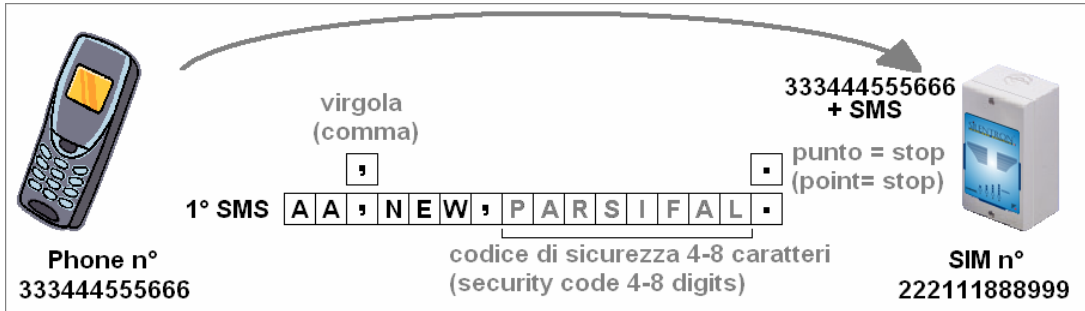 333444555666
+ SMS
virgola
(comma)
,
.
punto = stop
(point= stop)
SILENTRON
1° SMS AA,NEW,PARSIFAL.
codice di sicurezza 4-8 caratteri
(security code 4-8 digits)
Phone n°
333444555666
SIM n°
222111888999